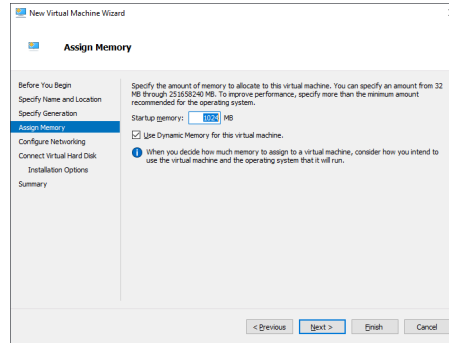 New Virtual Machine Wizard
Assign Memory
Before You Begin
Specify Name and Location
Specify Generation
Assign Memory
Configure Networking
Connect Virtual Hard Disk
Installation Options
Summary
Specify the amount of memory to allocate to this virtual machine. You can specify an amount from 32
MB through 251658240 MB. To improve performance, specify more than the minimum amount
recommended for the operating system.
Startup memory: 1024 MB
Use Dynamic Memory for this virtual machine.
When you decide how much memory to assign to a virtual machine, consider how you intend to
use the virtual machine and the operating system that it will run.
< Previous Next > Finish Cancel